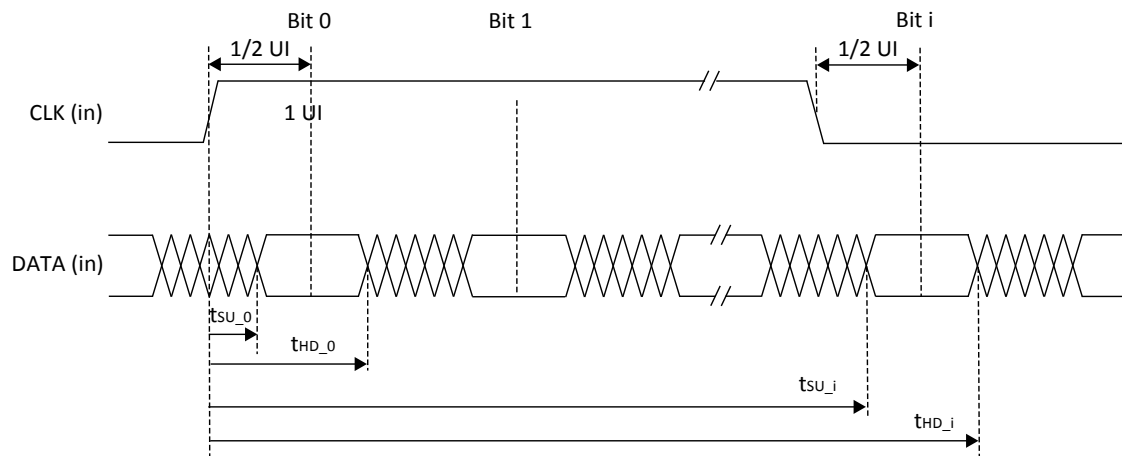 Bit 0
Bit 1
Bit i
1/2 UI
1/2 UI
CLK (in)
1 UI
DATA (in)
tSU_0
tHD_0
tSU_i
tHD_i